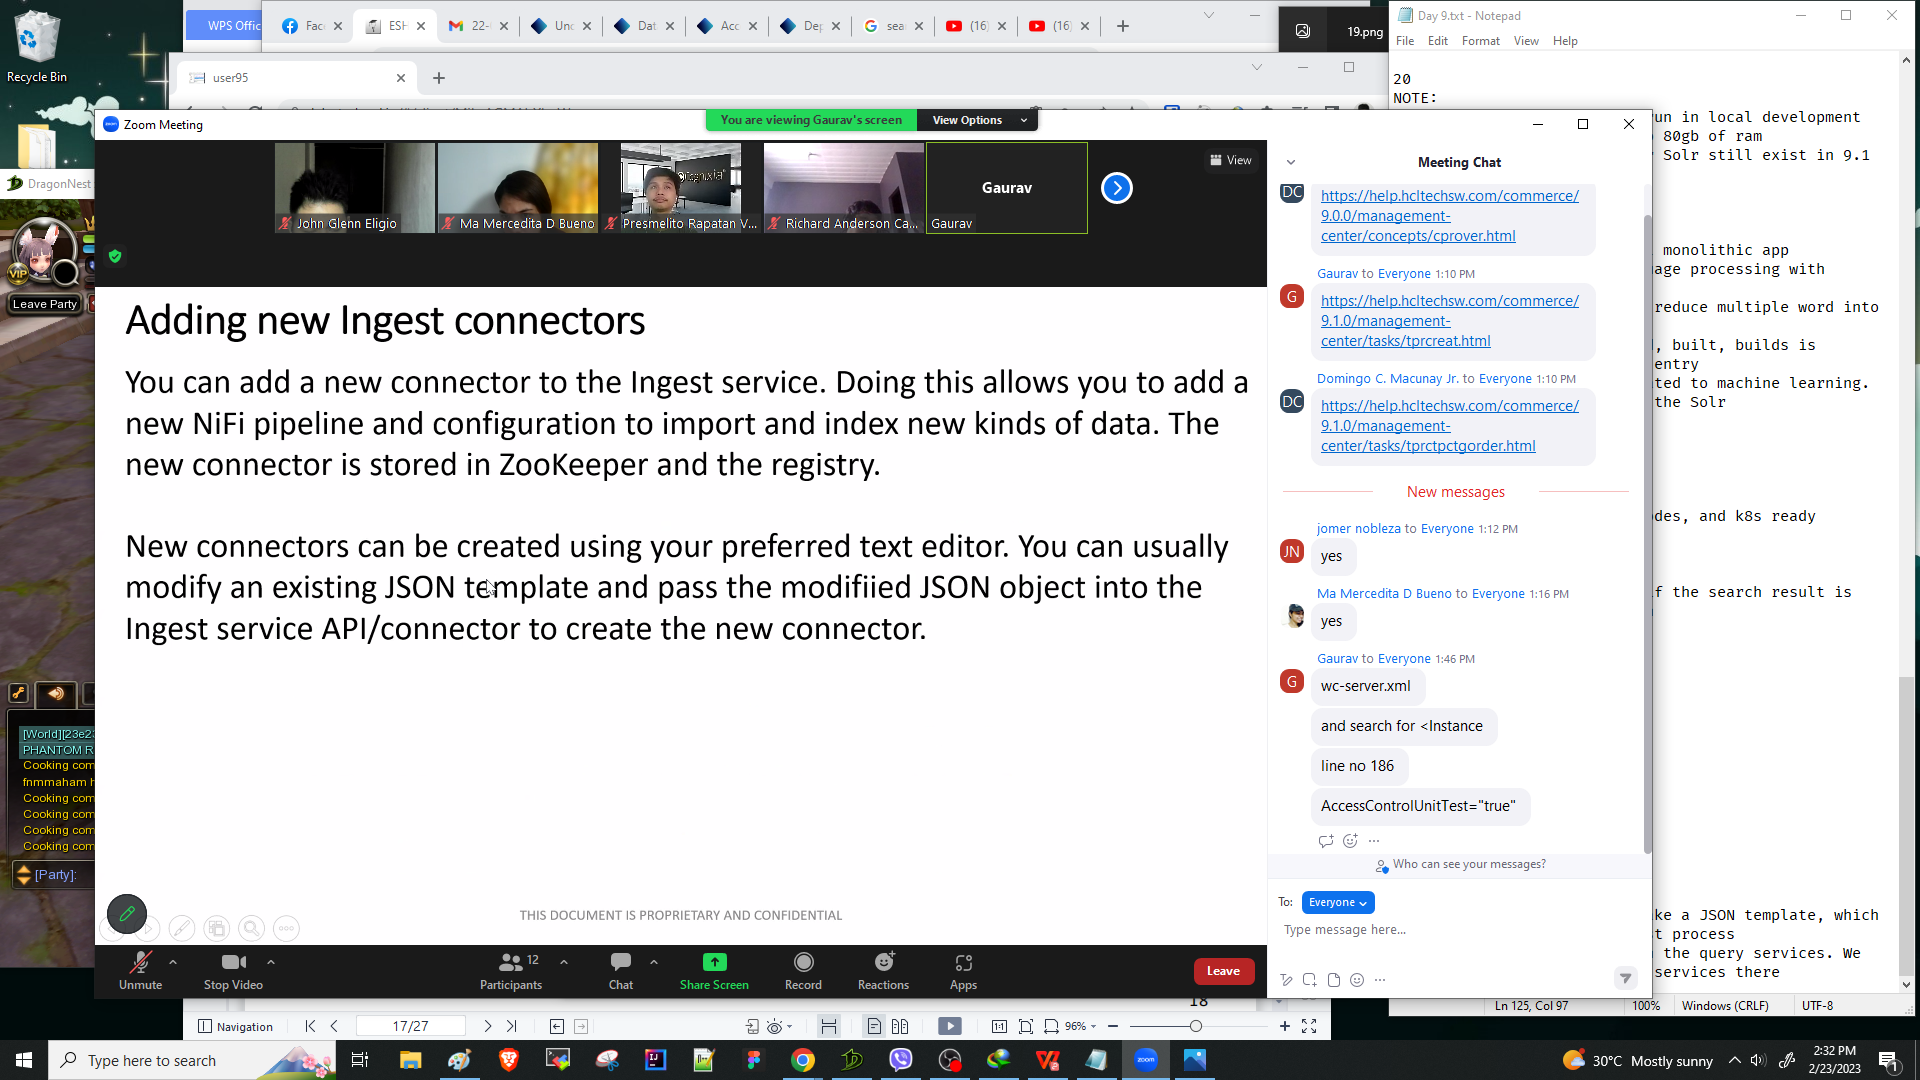 Recycle Bin
WPS Offic
Fac
ESH
22-
Unc
Dat
Acc
Dep
sear
(16)
(16)
19.png
Day 9.txt - Notepad
File Edit Format View Help
user95
20
NOTE:
un in local development
80gb of ram
Solr still exist in 9.1
monolithic app
age processing with
reduce multiple word into
, built, builds is
entry
ted to machine learning.
the Solr
des, and k8s ready
f the search result is
ke a JSON template, which
t process
the query services. We
services there
Ln 125, Col 97 100% Windows (CRLF) UTF-8
DragonNest
VIP
Leave Party
[World][23e23
PHANTOM R
Cooking com
fnmmaham h
Cooking com
Cooking com
Cooking com
Cooking com
[Party]:
Zoom Meeting
You are viewing Gaurav's screen
View Options
View
John Glenn Eligio
Ma Mercedita D Bueno
Presmelito Rapatan V...
Richard Anderson Ca...
Gaurav
Gaurav
Adding new Ingest connectors
You can add a new connector to the Ingest service. Doing this allows you to add a
new NiFi pipeline and configuration to import and index new kinds of data. The
new connector is stored in ZooKeeper and the registry.
New connectors can be created using your preferred text editor. You can usually
modify an existing JSON template and pass the modifiied JSON object into the
Ingest service API/connector to create the new connector.
THIS DOCUMENT IS PROPRIETARY AND CONFIDENTIAL
Meeting Chat
DC
https://help.hcltechsw.com/commerce/
9.0.0/management-
center/concepts/cprover.html
Gaurav to Everyone 1:10 PM
G
https://help.hcltechsw.com/commerce/
9.1.0/management-
center/tasks/tprcreat.html
Domingo C. Macunay Jr. to Everyone 1:10 PM
DC
https://help.hcltechsw.com/commerce/
9.1.0/management-
center/tasks/tprctpctgorder.html
New messages
jomer nobleza to Everyone 1:12 PM
JN
yes
Ma Mercedita D Bueno to Everyone 1:16 PM
yes
Gaurav to Everyone 1:46 PM
G
wc-server.xml
and search for <Instance
line no 186
AccessControlUnitTest="true"
Who can see your messages?
To: Everyone
Type message here...
Unmute
Stop Video
Participants 12
Chat
Share Screen
Record
Reactions
Apps
Leave
18
Navigation
17/27
96%
Type here to search
zoom
30°C Mostly sunny
2:32 PM
2/23/2023
1